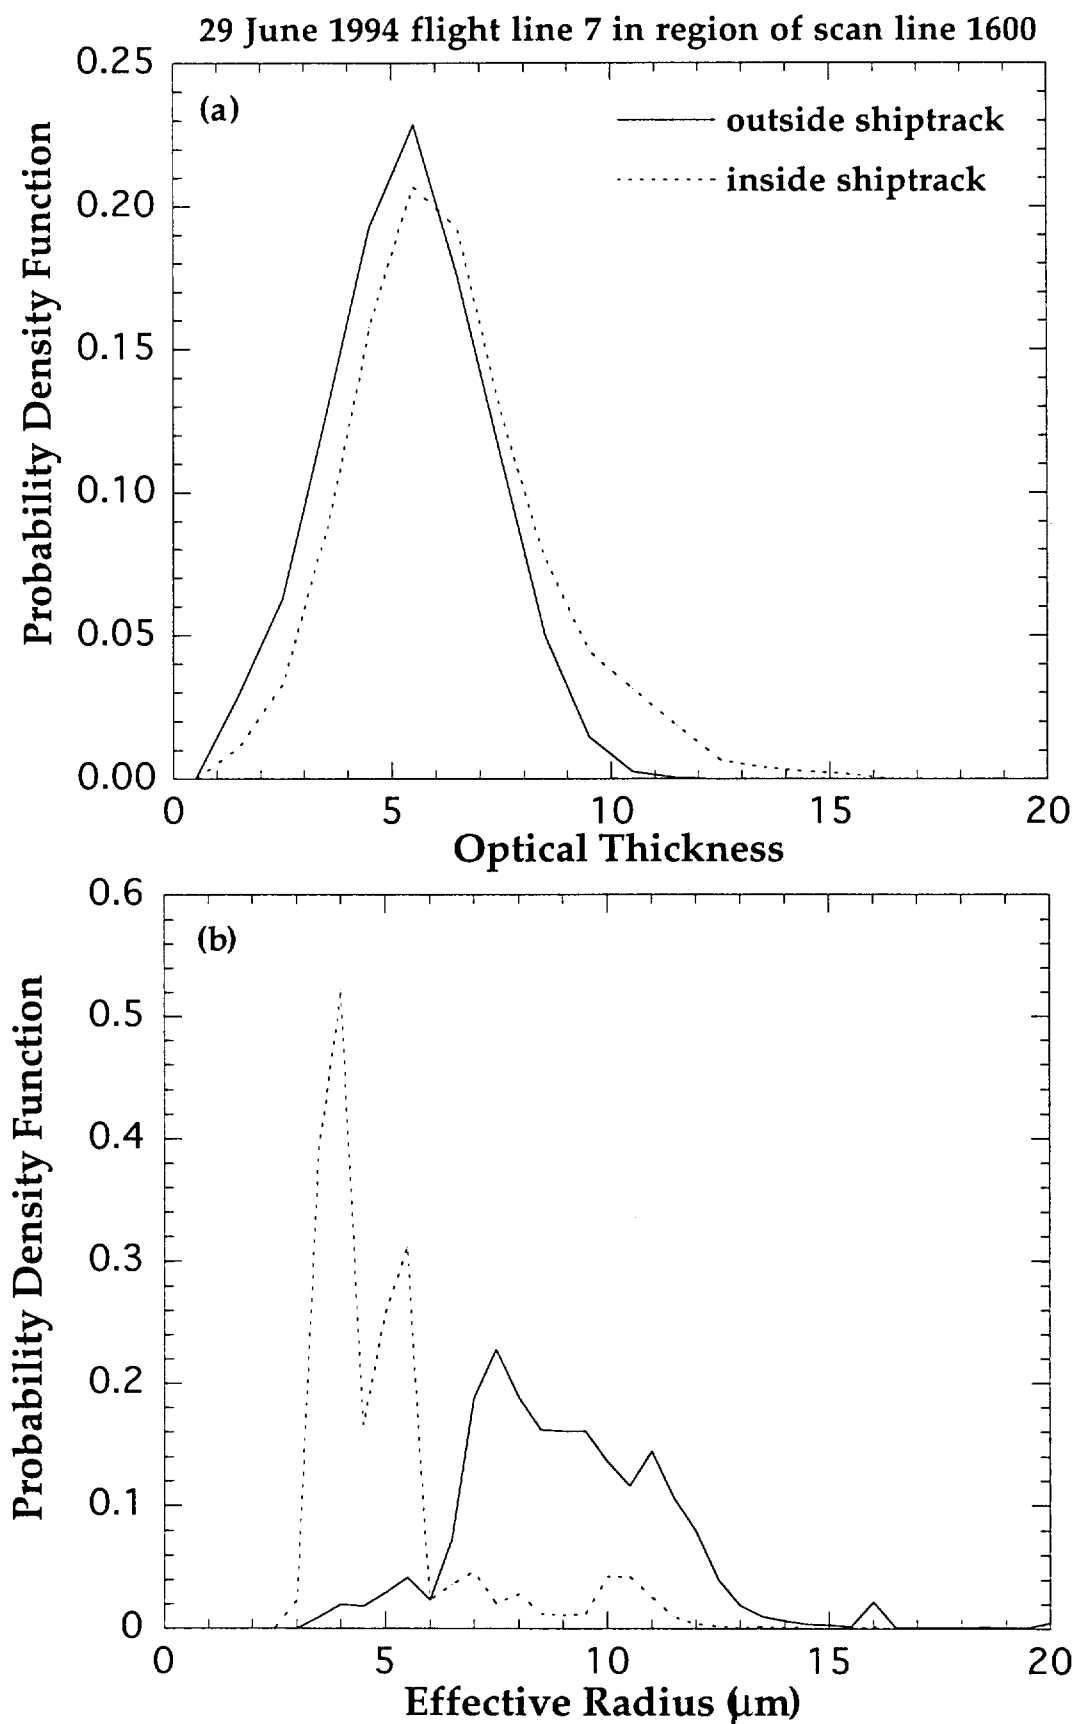 29 June 1994 flight line 7 in region of scan line 1600
0.25
(a)
outside shiptrack
inside shiptrack
0.20
0.15
0.10
0.05
0.00
Probability Density Function
0 5 10 15 20
Optical Thickness
0.6
(b)
0.5
0.4
0.3
0.2
0.1
0
Probability Density Function
0 5 10 15 20
Effective Radius (μm)